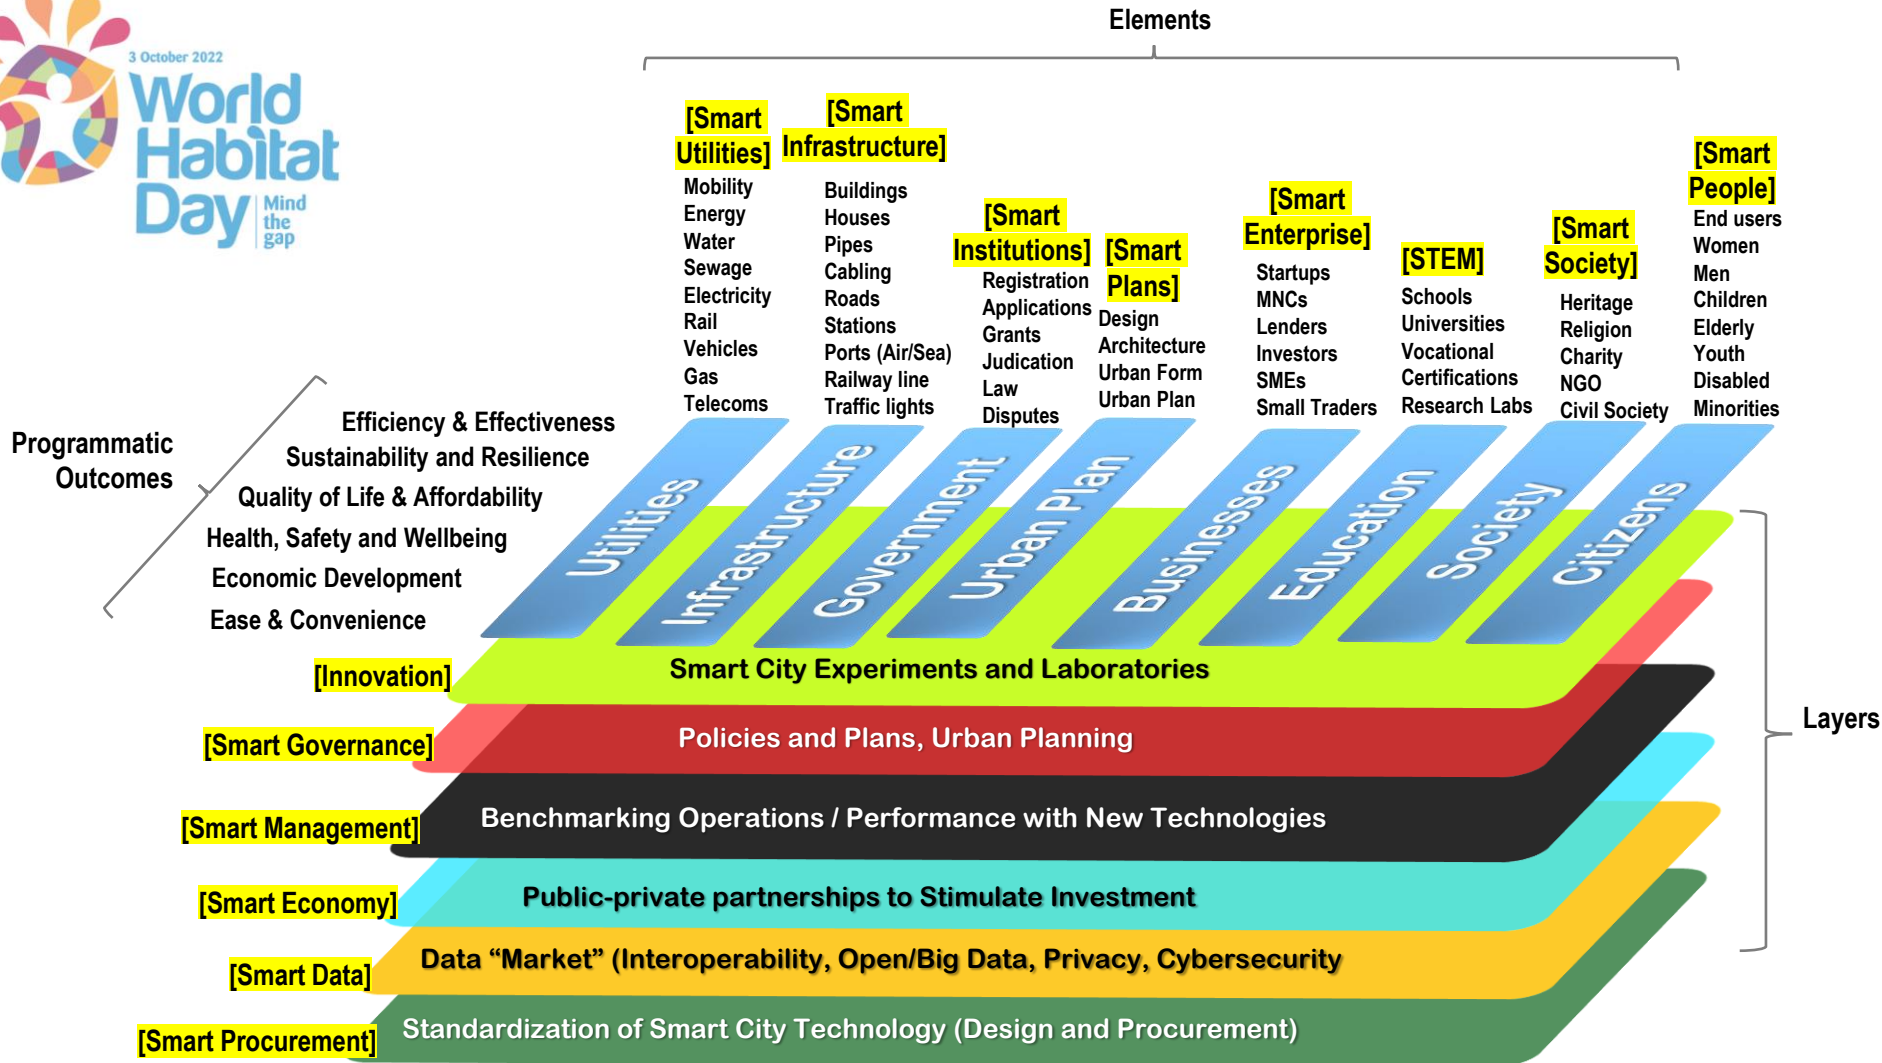 3 October 2022
World
Habitat
Day
Mind
the
gap
Elements
[Smart
Utilities]
Mobility
Energy
Water
Sewage
Electricity
Rail
Vehicles
Gas
Telecoms
[Smart
Infrastructure]
Buildings
Houses
Pipes
Cabling
Roads
Stations
Ports (Air/Sea)
Railway line
Traffic lights
[Smart
Institutions]
Registration
Applications
Grants
Judication
Law
Disputes
[Smart
Plans]
Design
Architecture
Urban Form
Urban Plan
[Smart
Enterprise]
Startups
MNCs
Lenders
Investors
SMEs
Small Traders
[STEM]
Schools
Universities
Vocational
Certifications
Research Labs
[Smart
Society]
Heritage
Religion
Charity
NGO
Civil Society
[Smart
People]
End users
Women
Men
Children
Elderly
Youth
Disabled
Minorities
Programmatic
Outcomes
Efficiency & Effectiveness
Sustainability and Resilience
Quality of Life & Affordability
Health, Safety and Wellbeing
Economic Development
Ease & Convenience
Utilities
Infrastructure
Government
Urban Plan
Businesses
Education
Society
Citizens
[Innovation]
Smart City Experiments and Laboratories
[Smart Governance]
Policies and Plans, Urban Planning
[Smart Management]
Benchmarking Operations / Performance with New Technologies
[Smart Economy]
Public-private partnerships to Stimulate Investment
[Smart Data]
Data “Market” (Interoperability, Open/Big Data, Privacy, Cybersecurity
[Smart Procurement]
Standardization of Smart City Technology (Design and Procurement)
Layers